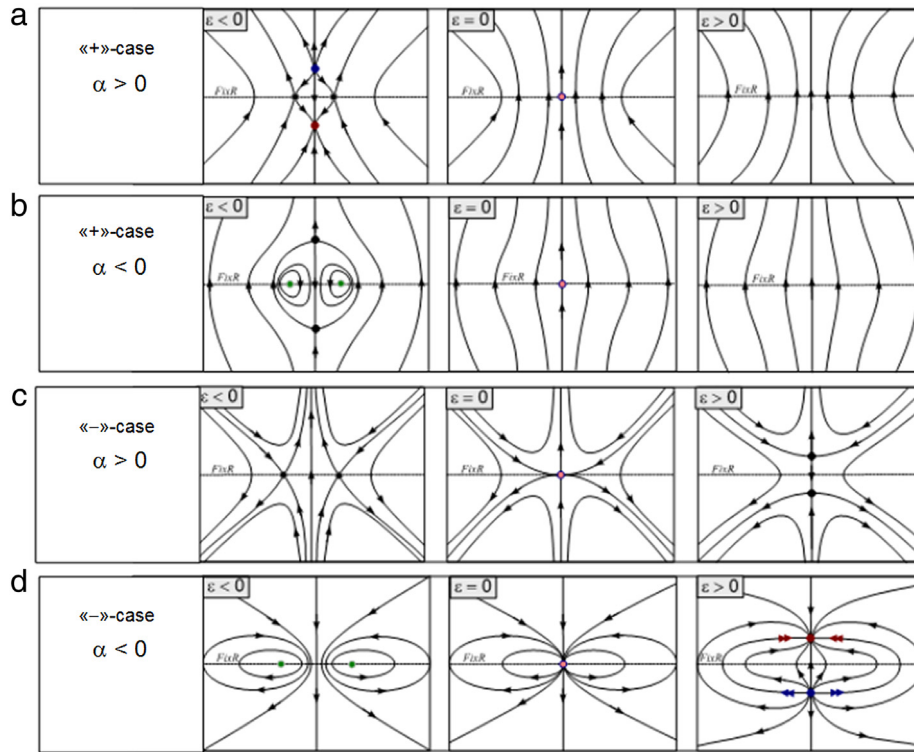 a
«+»-case
α > 0
ε < 0
FixR
ε = 0
FixR
ε > 0
FixR
b
«+»-case
α < 0
ε < 0
FixR
ε = 0
FixR
ε > 0
FixR
c
«−»-case
α > 0
ε < 0
FixR
ε = 0
FixR
ε > 0
FixR
d
«−»-case
α < 0
ε < 0
FixR
ε = 0
FixR
ε > 0
FixR